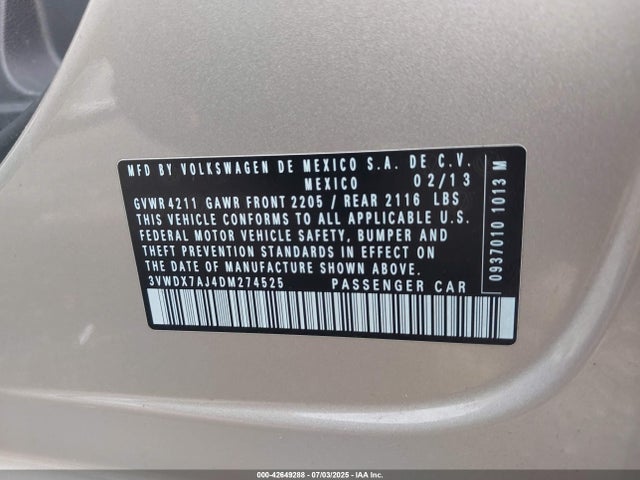 MFD BY VOLKSWAGEN DE MEXICO S.A. DE C.V.
MEXICO 02/13
GVWR 4211 GAWR FRONT 2205 / REAR 2116 LBS
THIS VEHICLE CONFORMS TO ALL APPLICABLE U.S.
FEDERAL MOTOR VEHICLE SAFETY, BUMPER AND
THEFT PREVENTION STANDARDS IN EFFECT ON
THE DATE OF MANUFACTURE SHOWN ABOVE.
3VWDX7AJ4DM274525 PASSENGER CAR
0937010 1013 M
000-42649288 - 07/03/2025 - IAAI, Inc.